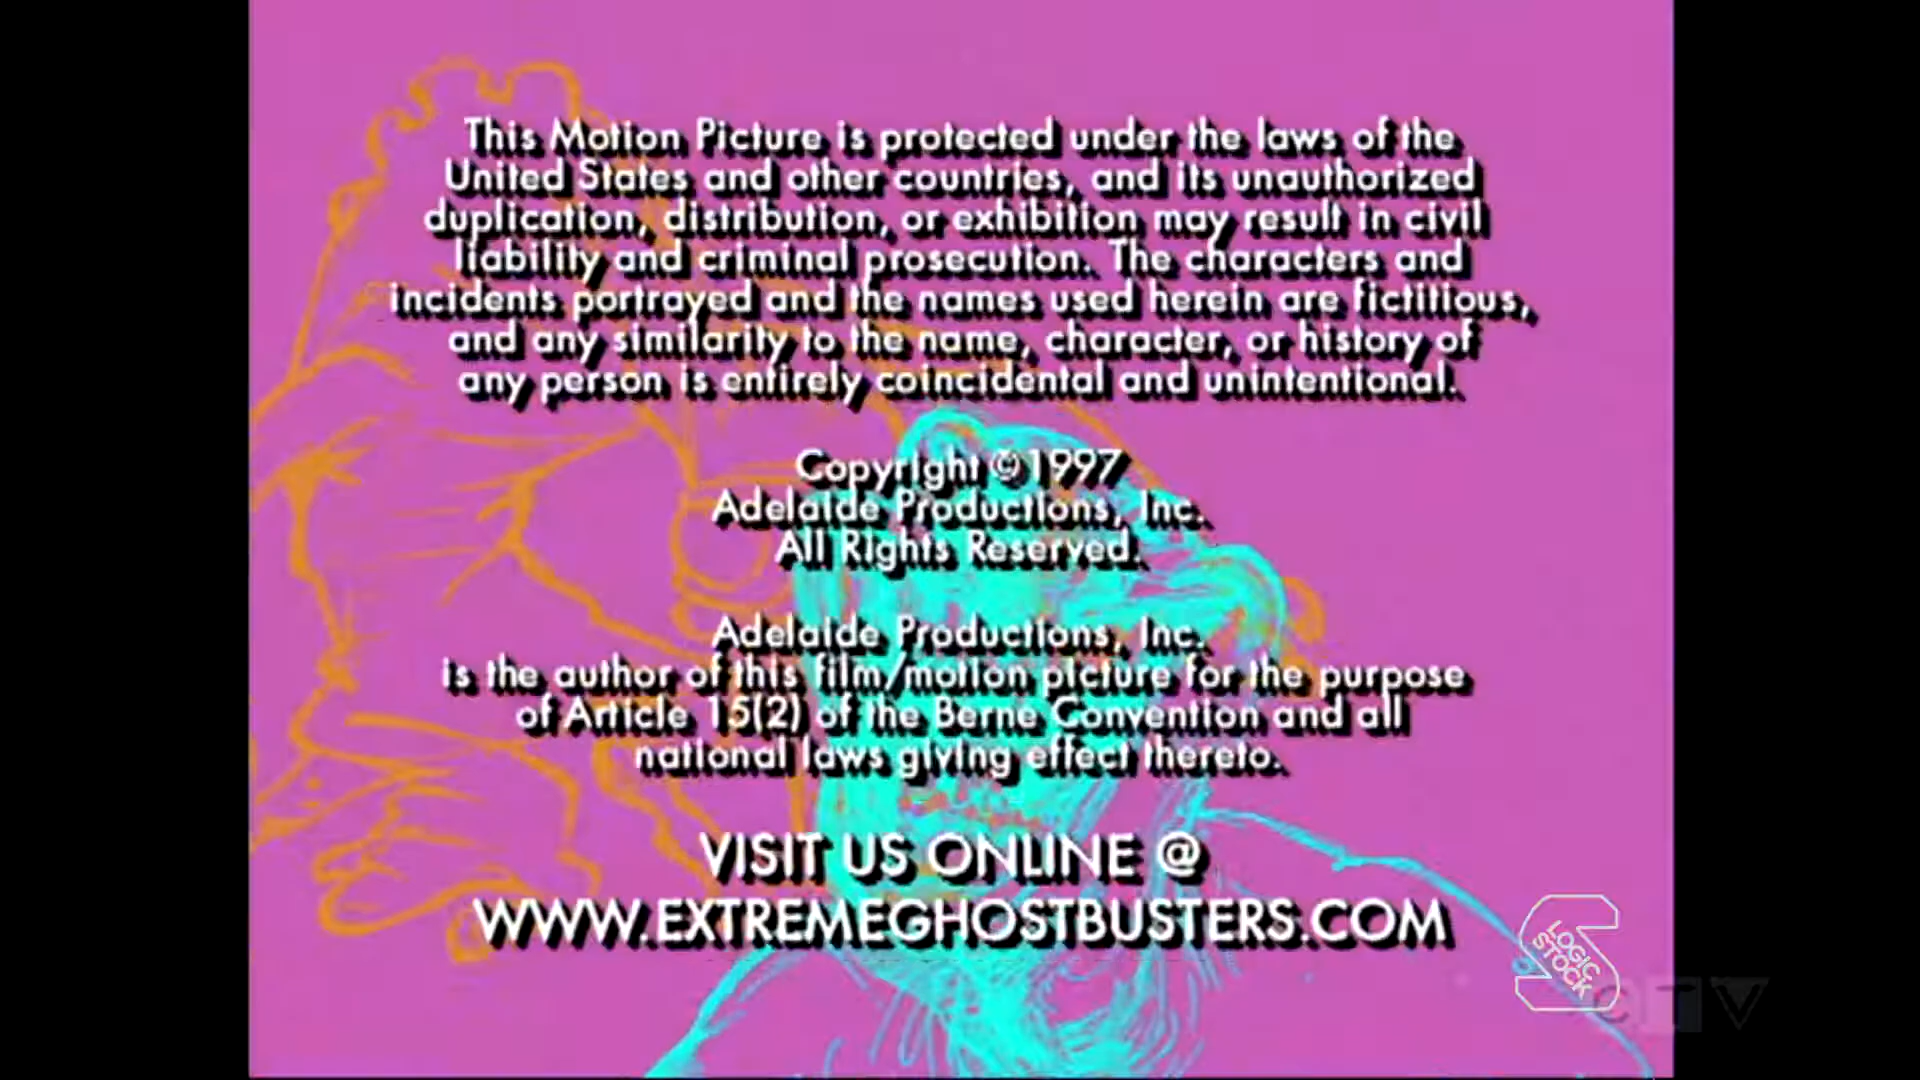 This Motion Picture is protected under the laws of the
United States and other countries, and its unauthorized
duplication, distribution, or exhibition may result in civil
liability and criminal prosecution. The characters and
incidents portrayed and the names used herein are fictitious,
and any similarity to the name, character, or history of
any person is entirely coincidental and unintentional.
Copyright ©1997
Adelaide Productions, Inc.
All Rights Reserved.
Adelaide Productions, Inc.
is the author of this film/motion picture for the purpose
of Article 15(2) of the Berne Convention and all
national laws giving effect thereto.
VISIT US ONLINE @
WWW.EXTREMEGHOSTBUSTERS.COM
LOGIC
STOCK
CTV